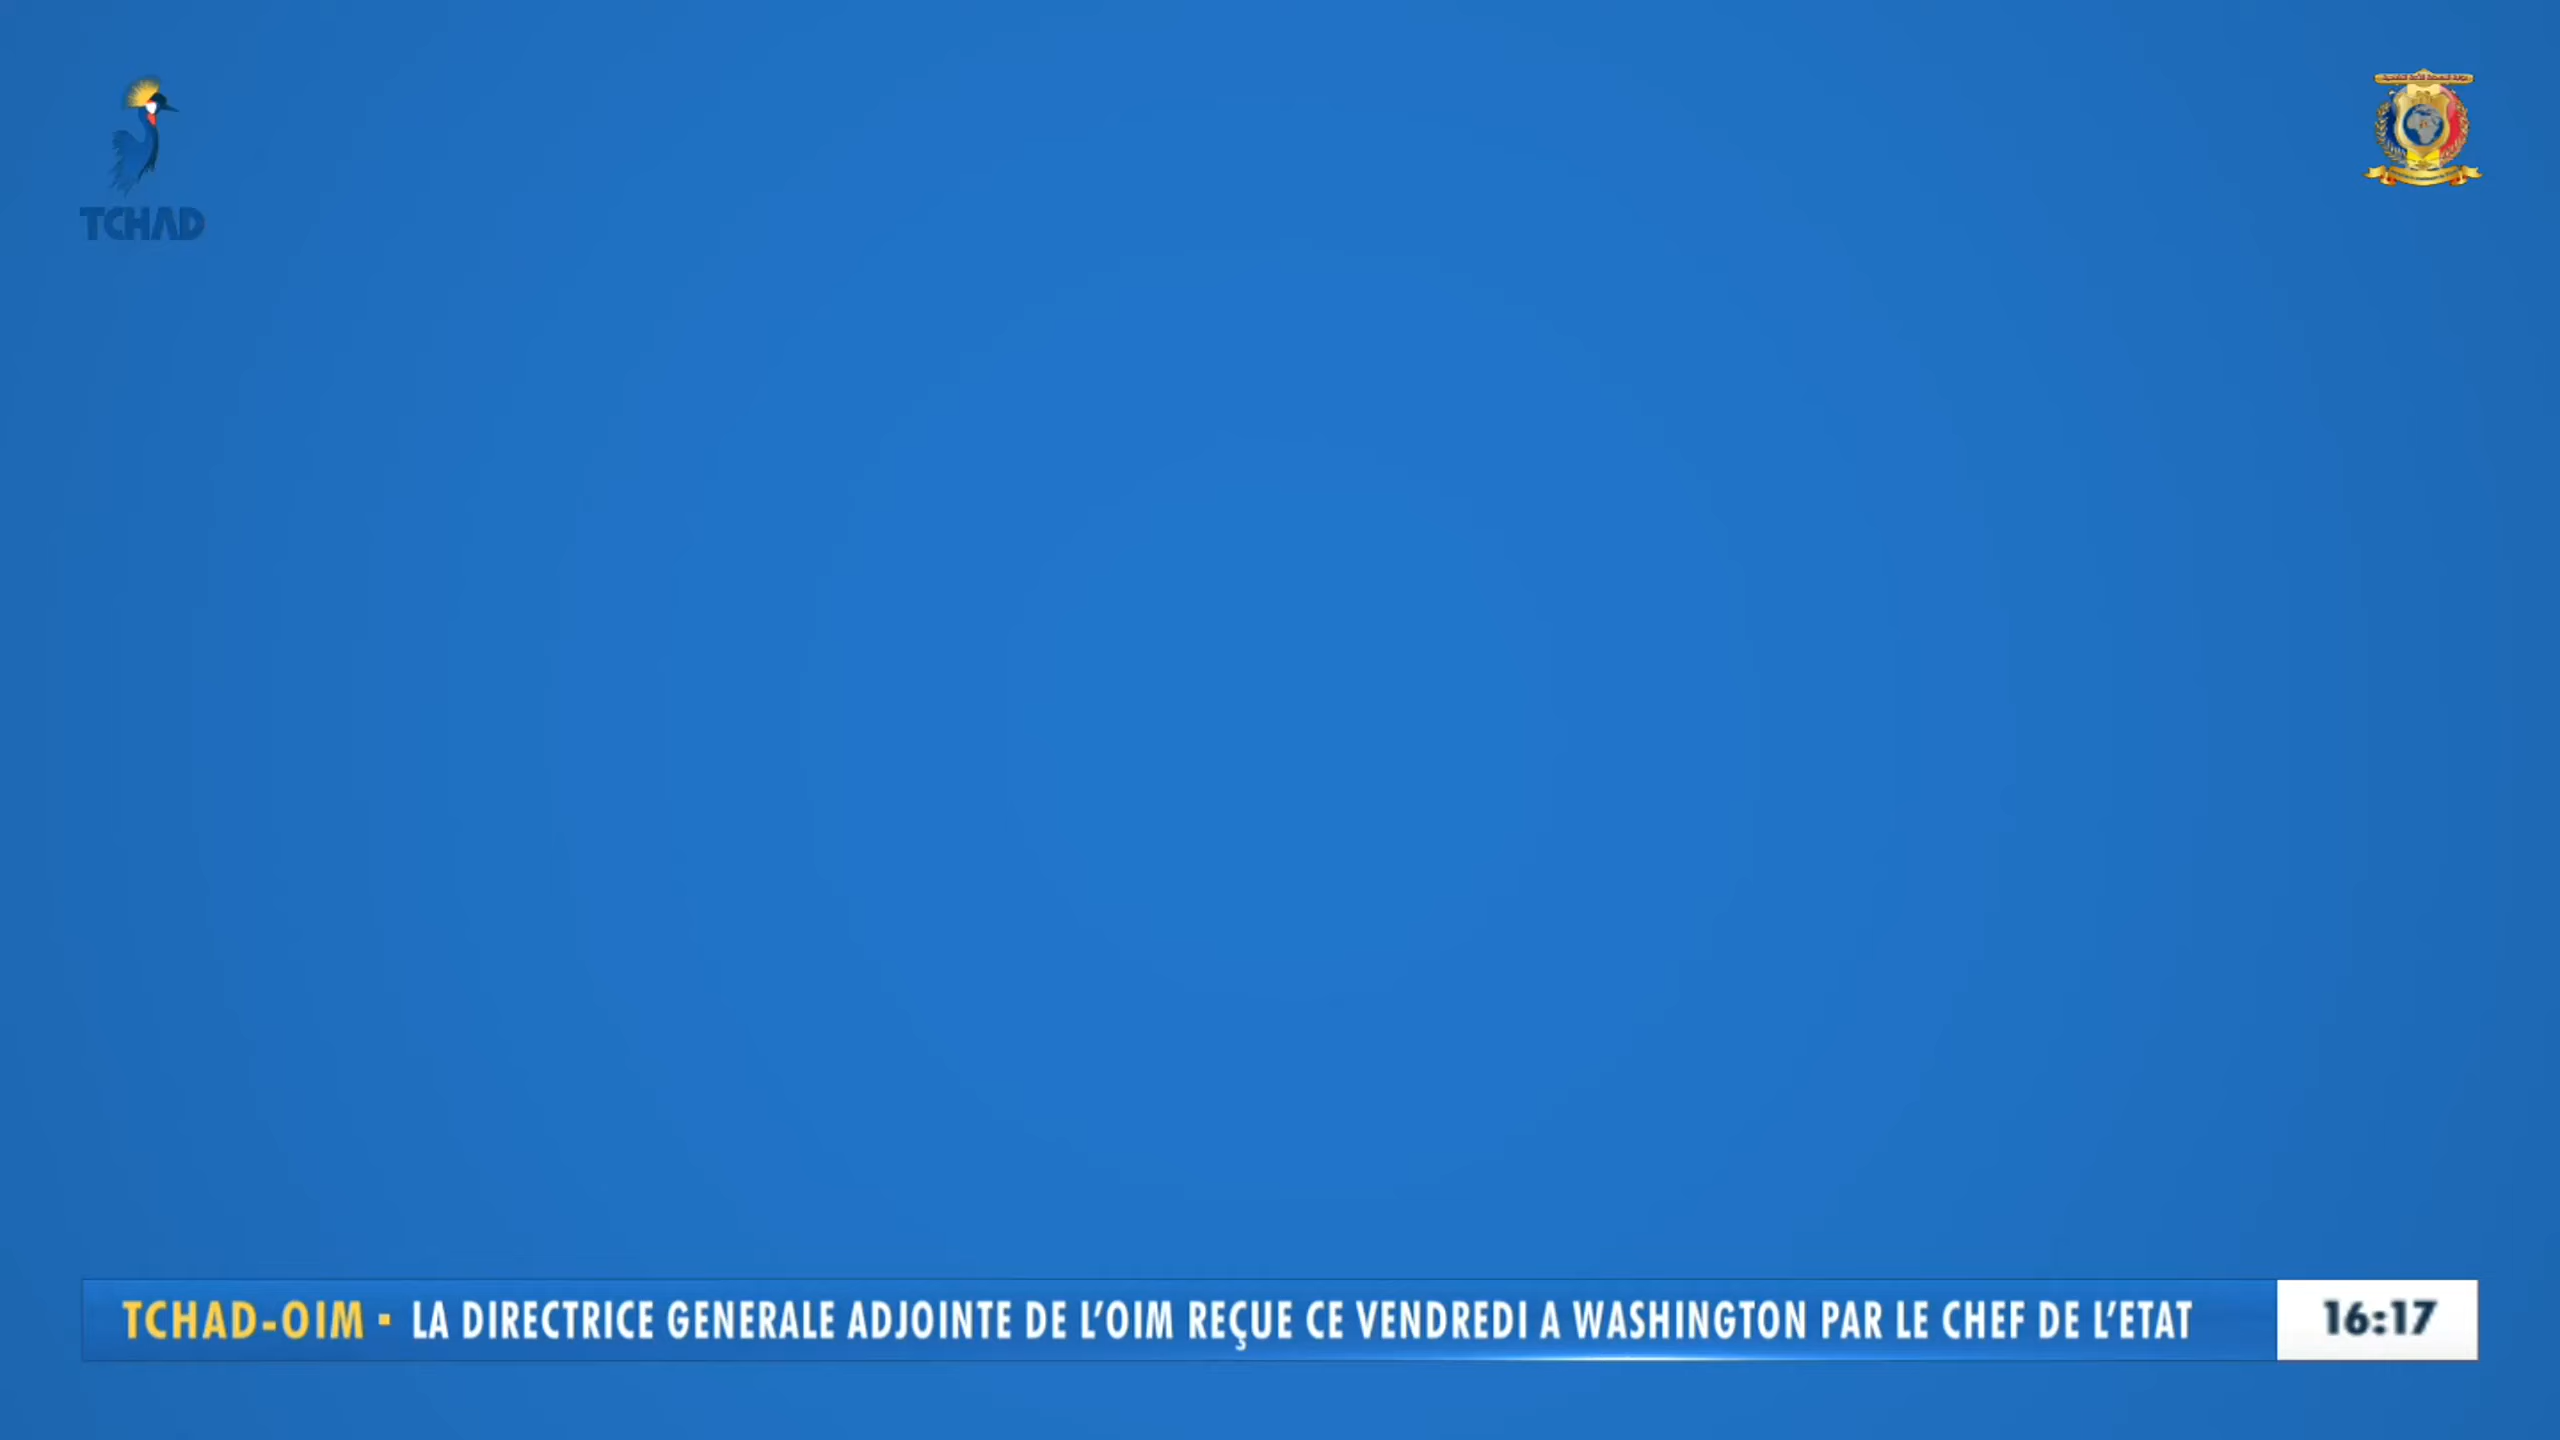 TCHAD
TCHAD-OIM ▪ LA DIRECTRICE GENERALE ADJOINTE DE L’OIM REÇUE CE VENDREDI A WASHINGTON PAR LE CHEF DE L’ETAT
16:17